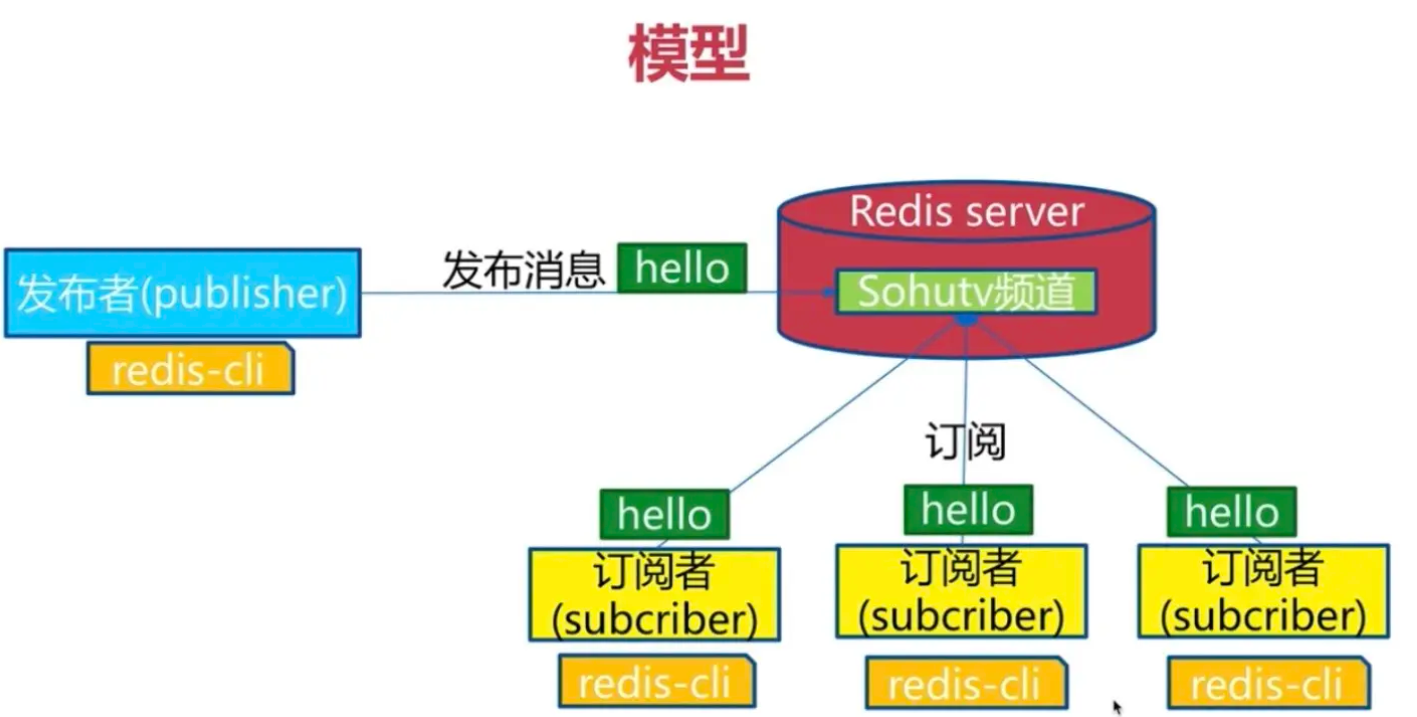 模型
Redis server
发布消息 hello
发布者(publisher)
Sohutv频道
redis-cli
订阅
hello
hello
hello
订阅者
(subcriber)
订阅者
(subcriber)
订阅者
(subcriber)
redis-cli
redis-cli
redis-cli